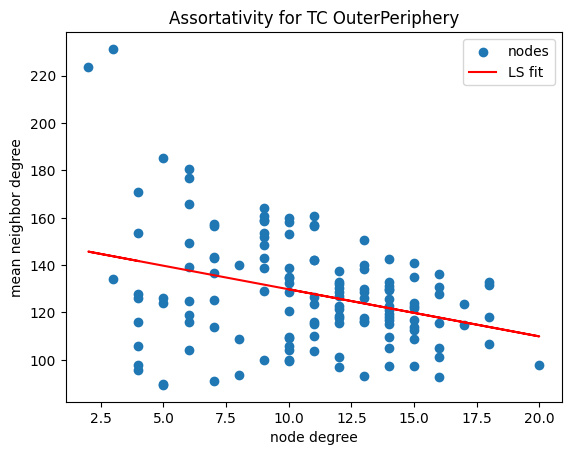 Assortativity for TC OuterPeriphery
nodes
LS fit
mean neighbor degree
220
200
180
160
140
120
100
2.5 5.0 7.5 10.0 12.5 15.0 17.5 20.0
node degree